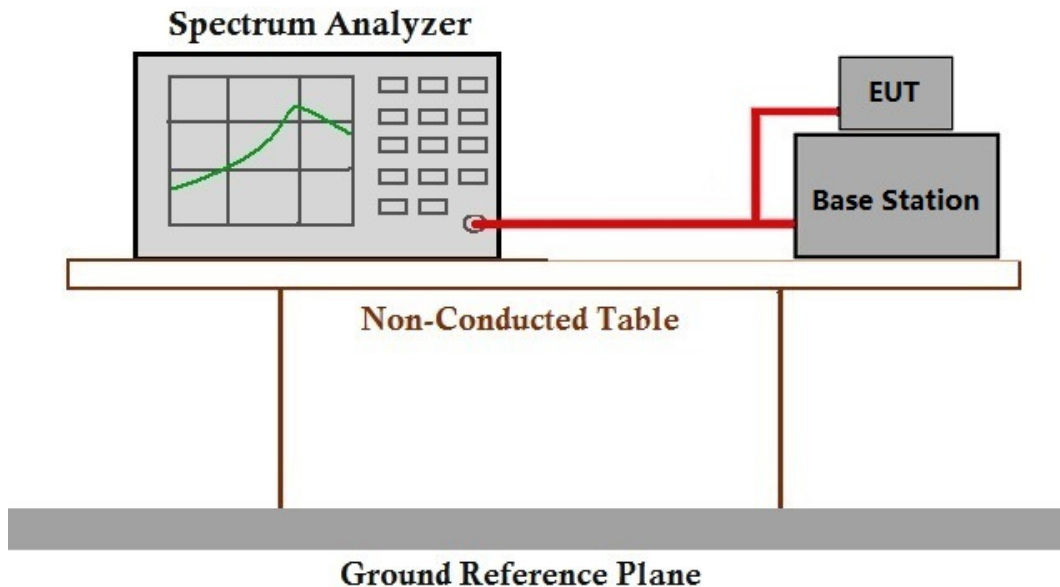 Spectrum Analyzer
EUT
Base Station
Non-Conducted Table
Ground Reference Plane